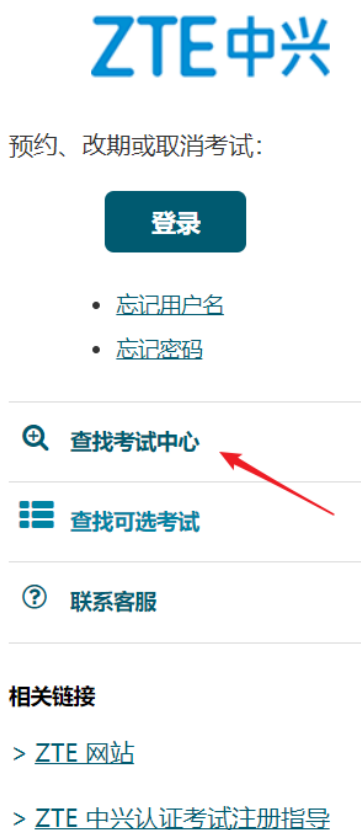 ZTE中兴
预约、改期或取消考试:
登录
忘记用户名
忘记密码
查找考试中心
查找可选考试
联系客服
相关链接
> ZTE 网站
> ZTE 中兴认证考试注册指导